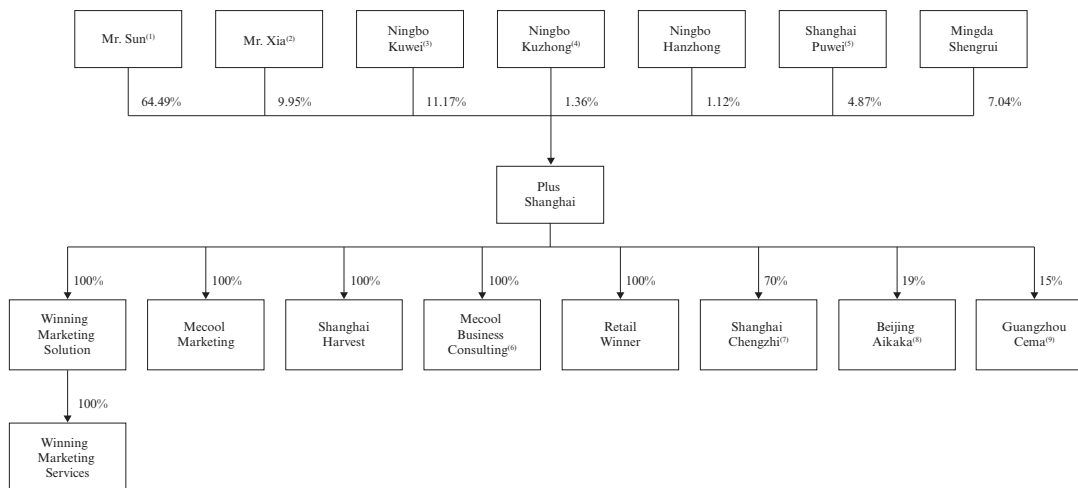 Mr. Sun(1)
Mr. Xia(2)
Ningbo
Kuwei(3)
Ningbo
Kuzhong(4)
Ningbo
Hanzhong
Shanghai
Puwei(5)
Mingda
Shengrui
64.49%
9.95%
11.17%
1.36%
1.12%
4.87%
7.04%
Plus
Shanghai
100%
100%
100%
100%
100%
70%
19%
15%
Winning
Marketing
Solution
Mecool
Marketing
Shanghai
Harvest
Mecool
Business
Consulting(6)
Retail
Winner
Shanghai
Chengzhi(7)
Beijing
Aikaka(8)
Guangzhou
Cema(9)
100%
Winning
Marketing
Services